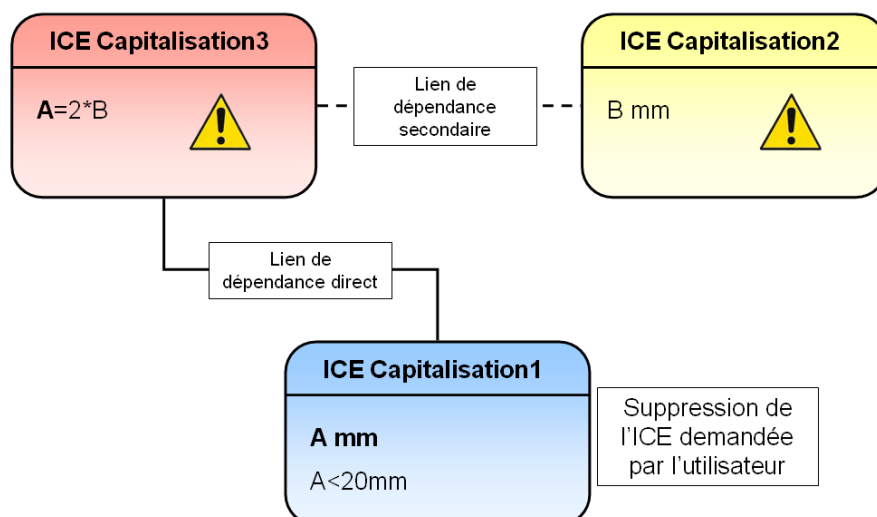 ICE Capitalisation3
A=2*B
Lien de
dépendance
secondaire
ICE Capitalisation2
B mm
Lien de
dépendance direct
ICE Capitalisation1
A mm
A<20mm
Suppression de
l'ICE demandée
par l'utilisateur